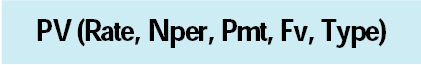 PV (Rate, Nper, Pmt, Fv, Type)